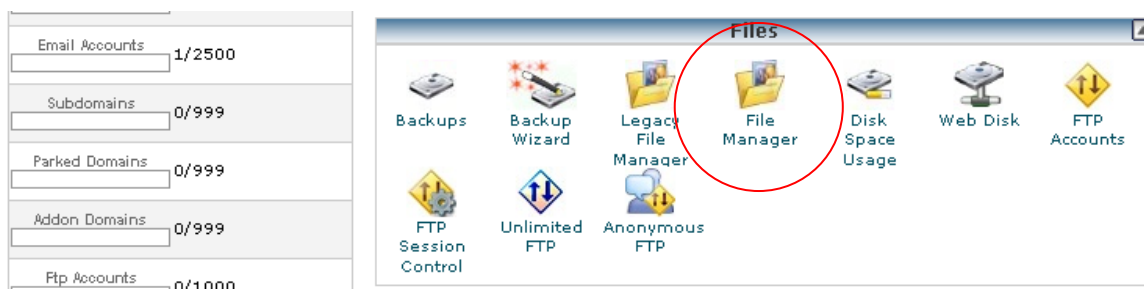 Email Accounts
1/2500
Subdomains
0/999
Parked Domains
0/999
Addon Domains
0/999
Ftp Accounts
0/1000
Files
Backups
Backup
Wizard
Legacy
File
Manager
File
Manager
Disk
Space
Usage
Web Disk
FTP
Accounts
FTP
Session
Control
Unlimited
FTP
Anonymous
FTP